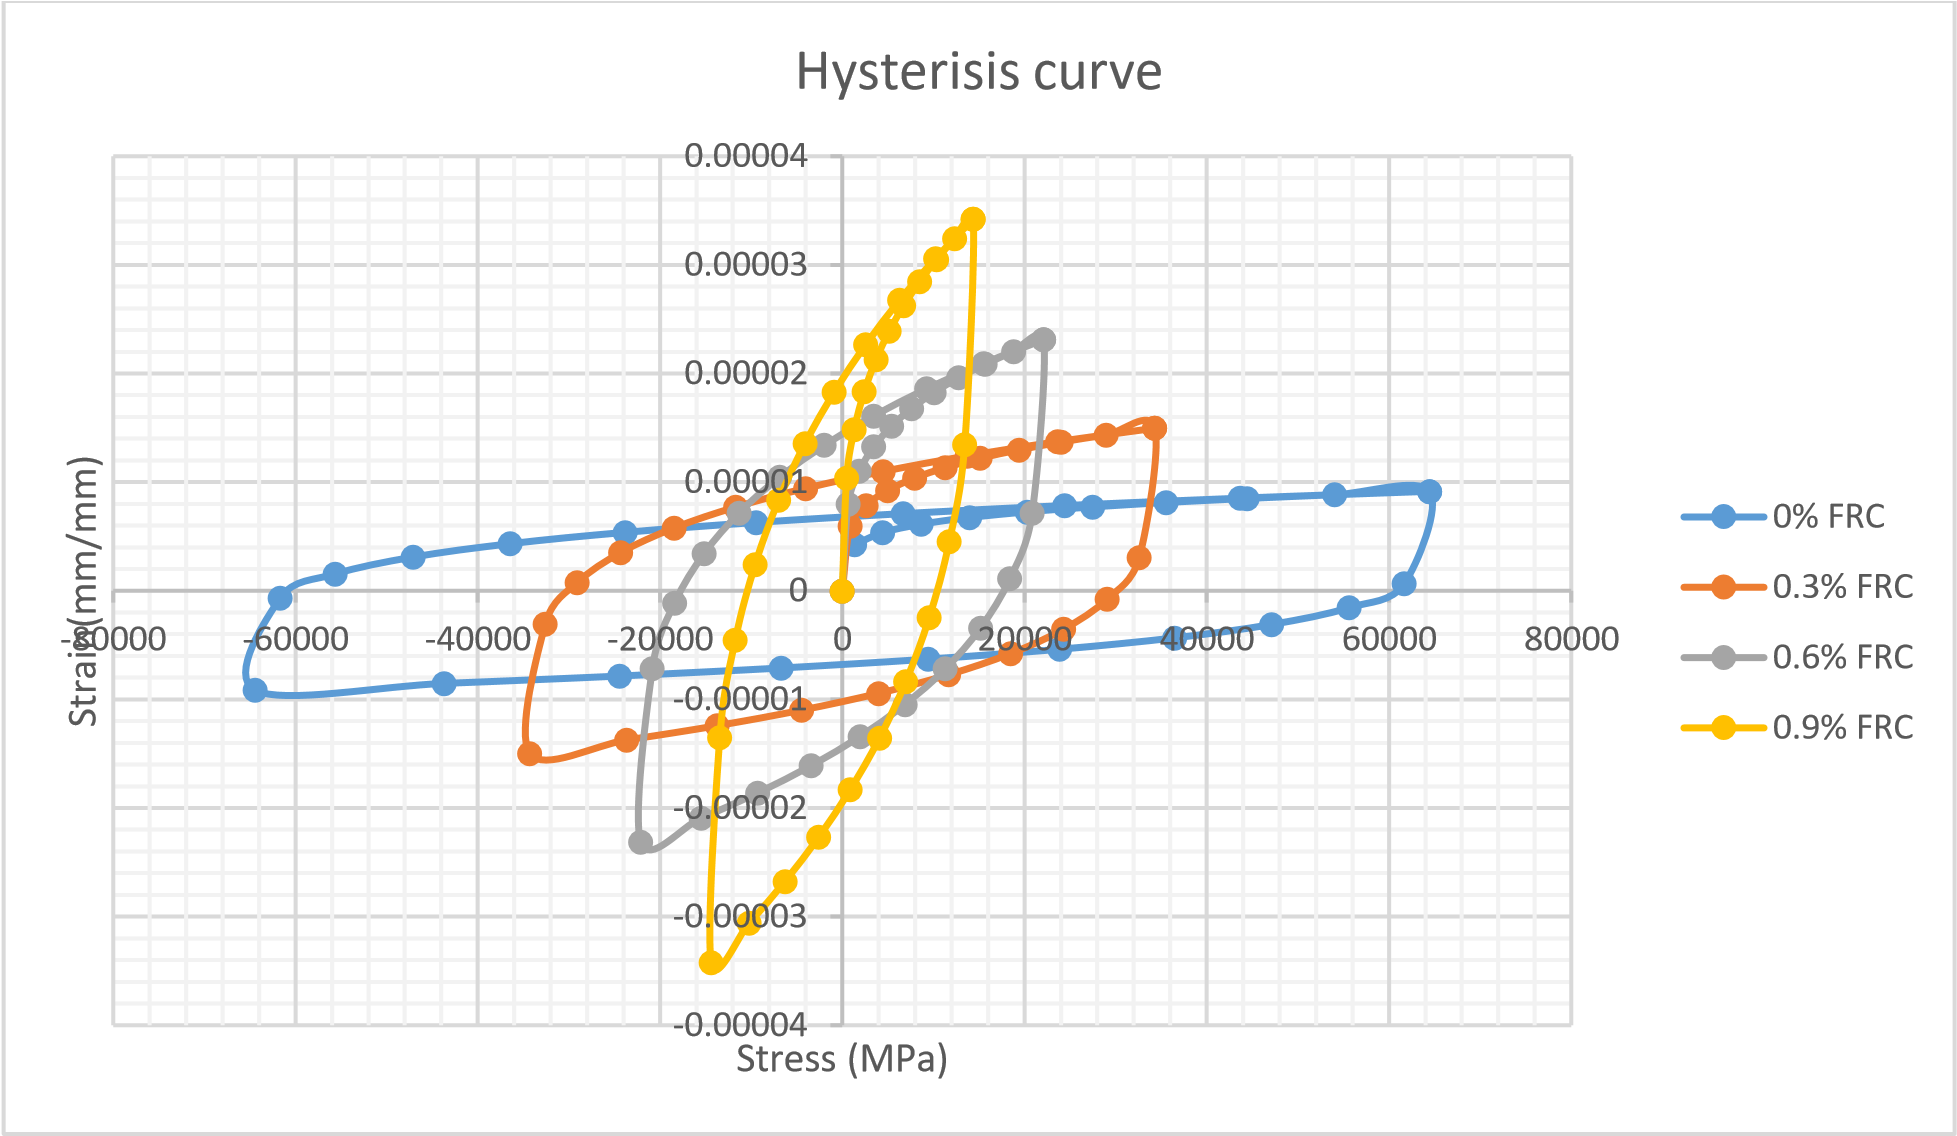 Hysterisis curve
0.00004
0.00003
0.00002
0.00001
0
-0.00001
-0.00002
-0.00003
-0.00004
-80000 -60000 -40000 -20000 0 20000 40000 60000 80000
Strain(mm/mm)
Stress (MPa)
0% FRC
0.3% FRC
0.6% FRC
0.9% FRC